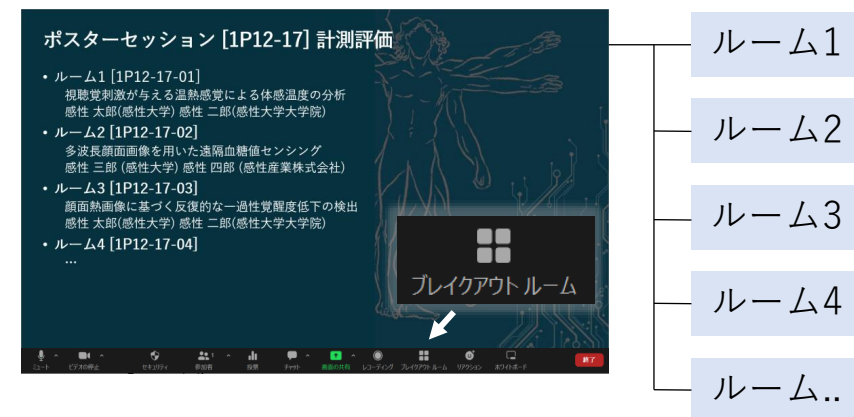 ポスターセッション [1P12-17] 計測評価
• ルーム1 [1P12-17-01]
視聴覚刺激が与える温熱感覚による体感温度の分析
感性 太郎(感性大学) 感性 二郎(感性大学大学院)
• ルーム2 [1P12-17-02]
多波長顔面画像を用いた遠隔血糖値センシング
感性 三郎 (感性大学) 感性 四郎 (感性産業株式会社)
• ルーム3 [1P12-17-03]
顔面熱画像に基づく反復的な一過性覚醒度低下の検出
感性 太郎(感性大学) 感性 二郎(感性大学大学院)
• ルーム4 [1P12-17-04]
…
ブレイクアウト ルーム
ミュート ビデオの停止 セキュリティ 参加者 1 投票 チャット 画面の共有 レコーディング ブレイクアウト ルーム リアクション ホワイトボード 終了
ルーム1
ルーム2
ルーム3
ルーム4
ルーム..